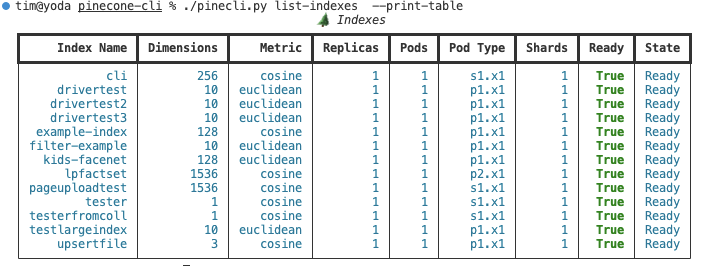 tim@yoda pinecone-cli % ./pinecli.py list-indexes --print-table
🌲 Indexes
Index Name Dimensions Metric Replicas Pods Pod Type Shards Ready State
cli 256 cosine 1 1 s1.x1 1 True Ready
drivertest 10 euclidean 1 1 p1.x1 1 True Ready
drivertest2 10 euclidean 1 1 p1.x1 1 True Ready
drivertest3 10 euclidean 1 1 p1.x1 1 True Ready
example-index 128 cosine 1 1 s1.x1 1 True Ready
filter-example 10 euclidean 1 1 p1.x1 1 True Ready
kids-facenet 128 euclidean 1 1 p1.x1 1 True Ready
lpfactset 1536 cosine 1 1 p2.x1 1 True Ready
pageuploadtest 1536 cosine 1 1 s1.x1 1 True Ready
tester 1 cosine 1 1 s1.x1 1 True Ready
testerfromcoll 1 cosine 1 1 s1.x1 1 True Ready
testlargeindex 10 euclidean 1 1 p1.x1 1 True Ready
upsertfile 3 cosine 1 1 p1.x1 1 True Ready